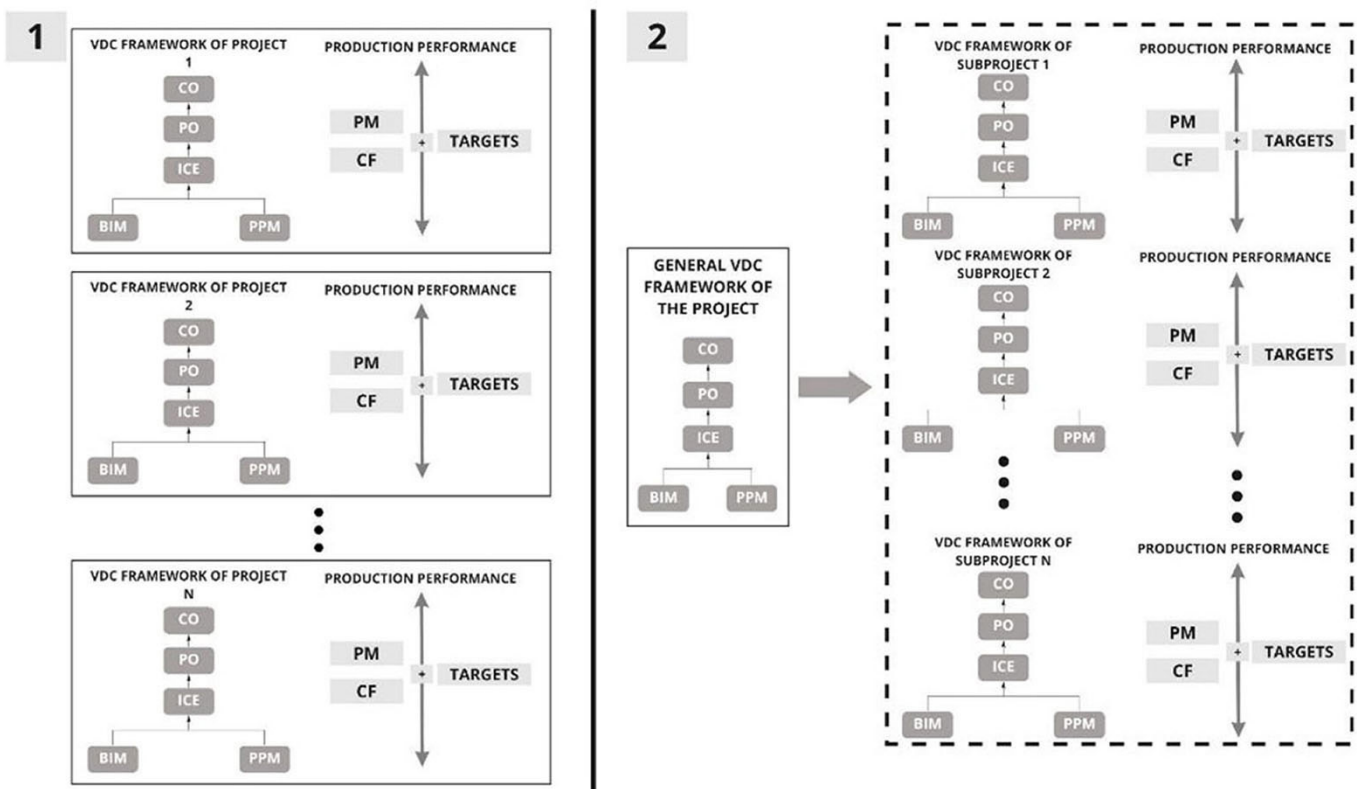 1
VDC FRAMEWORK OF PROJECT
1
CO
PO
ICE
BIM
PPM
PRODUCTION PERFORMANCE
PM
CF
+
TARGETS
VDC FRAMEWORK OF PROJECT
2
CO
PO
ICE
BIM
PPM
PRODUCTION PERFORMANCE
PM
CF
+
TARGETS
VDC FRAMEWORK OF PROJECT
N
CO
PO
ICE
BIM
PPM
PRODUCTION PERFORMANCE
PM
CF
+
TARGETS
2
GENERAL VDC
FRAMEWORK OF
THE PROJECT
CO
PO
ICE
BIM
PPM
VDC FRAMEWORK OF
SUBPROJECT 1
CO
PO
ICE
BIM
PPM
PRODUCTION PERFORMANCE
PM
CF
+
TARGETS
VDC FRAMEWORK OF
SUBPROJECT 2
CO
PO
ICE
BIM
PPM
PRODUCTION PERFORMANCE
PM
CF
+
TARGETS
VDC FRAMEWORK OF
SUBPROJECT N
CO
PO
ICE
BIM
PPM
PRODUCTION PERFORMANCE
PM
CF
+
TARGETS